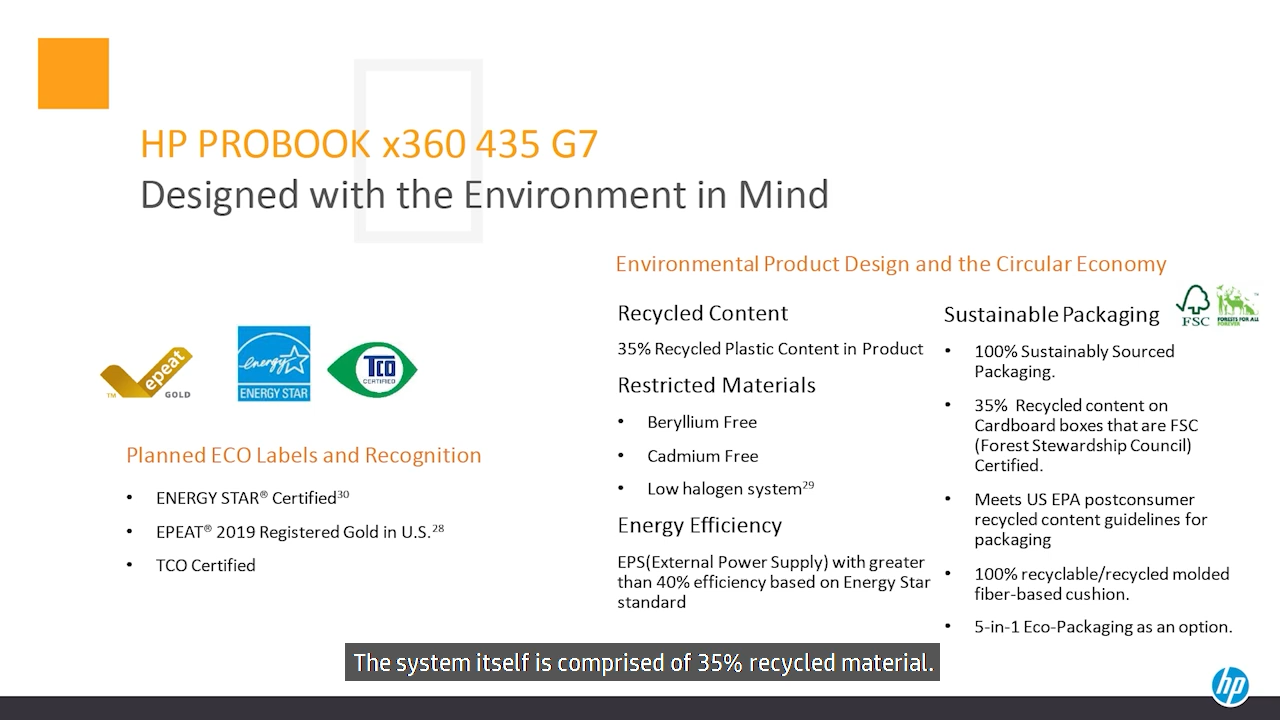 HP PROBOOK x360 435 G7
Designed with the Environment in Mind
epeat
TM
GOLD
energy
ENERGY STAR
TCO
CERTIFIED
Planned ECO Labels and Recognition
• ENERGY STAR® Certified30
• EPEAT® 2019 Registered Gold in U.S.28
• TCO Certified
Environmental Product Design and the Circular Economy
Recycled Content
35% Recycled Plastic Content in Product
Restricted Materials
• Beryllium Free
• Cadmium Free
• Low halogen system29
Energy Efficiency
EPS(External Power Supply) with greater
than 40% efficiency based on Energy Star
standard
Sustainable Packaging
FSC
FORESTS FOR ALL
FOREVER
• 100% Sustainably Sourced
Packaging.
• 35% Recycled content on
Cardboard boxes that are FSC
(Forest Stewardship Council)
Certified.
• Meets US EPA postconsumer
recycled content guidelines for
packaging
• 100% recyclable/recycled molded
fiber-based cushion.
• 5-in-1 Eco-Packaging as an option.
The system itself is comprised of 35% recycled material.
hp